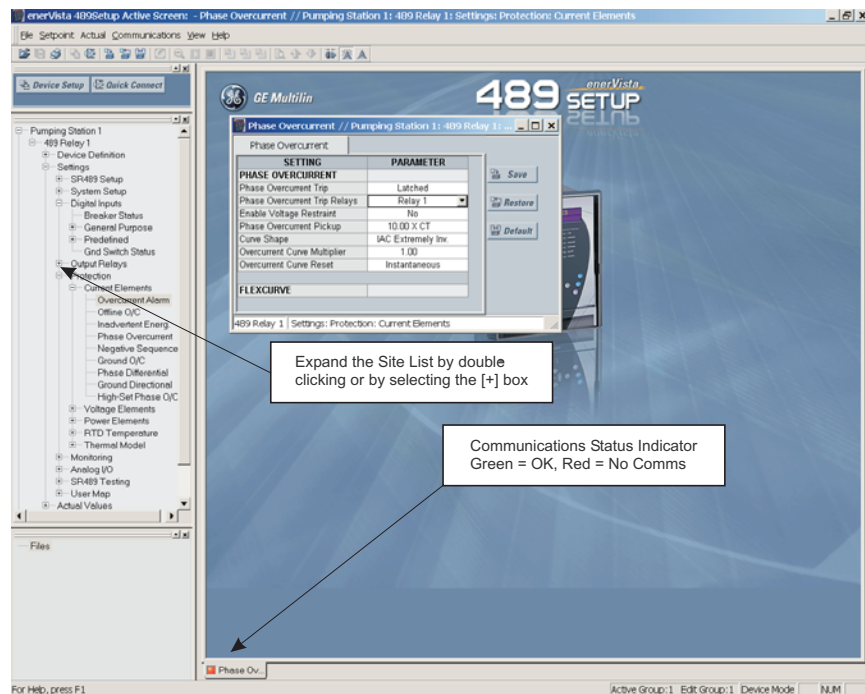 enerVista 489Setup Active Screen: - Phase Overcurrent // Pumping Station 1: 489 Relay 1: Settings: Protection: Current Elements
File Setpoint Actual Communications View Help
Device Setup Quick Connect
Pumping Station 1
489 Relay 1
Device Definition
Settings
SR489 Setup
System Setup
Digital Inputs
Breaker Status
General Purpose
Predefined
Gnd Switch Status
Output Relays
Protection
Current Elements
Overcurrent Alarm
Offline O/C
Inadvertent Energ.
Phase Overcurrent
Negative Sequence
Ground O/C
Phase Differential
Ground Directional
High-Set Phase O/C
Voltage Elements
Power Elements
RTD Temperature
Thermal Model
Monitoring
Analog I/O
SR489 Testing
User Map
Actual Values
Files
GE Multilin
489 enerVista SETUP
Phase Overcurrent // Pumping Station 1: 489 Relay 1: ...
Phase Overcurrent
SETTING PARAMETER
PHASE OVERCURRENT
Phase Overcurrent Trip Latched
Phase Overcurrent Trip Relays Relay 1
Enable Voltage Restraint No
Phase Overcurrent Pickup 10.00 X CT
Curve Shape IAC Extremely Inv.
Overcurrent Curve Multiplier 1.00
Overcurrent Curve Reset Instantaneous
FLEXCURVE
Save
Restore
Default
489 Relay 1 Settings: Protection: Current Elements
Expand the Site List by double
clicking or by selecting the [+] box
Communications Status Indicator
Green = OK, Red = No Comms
Phase Ov...
For Help, press F1
Active Group:1 Edit Group:1 Device Mode NUM